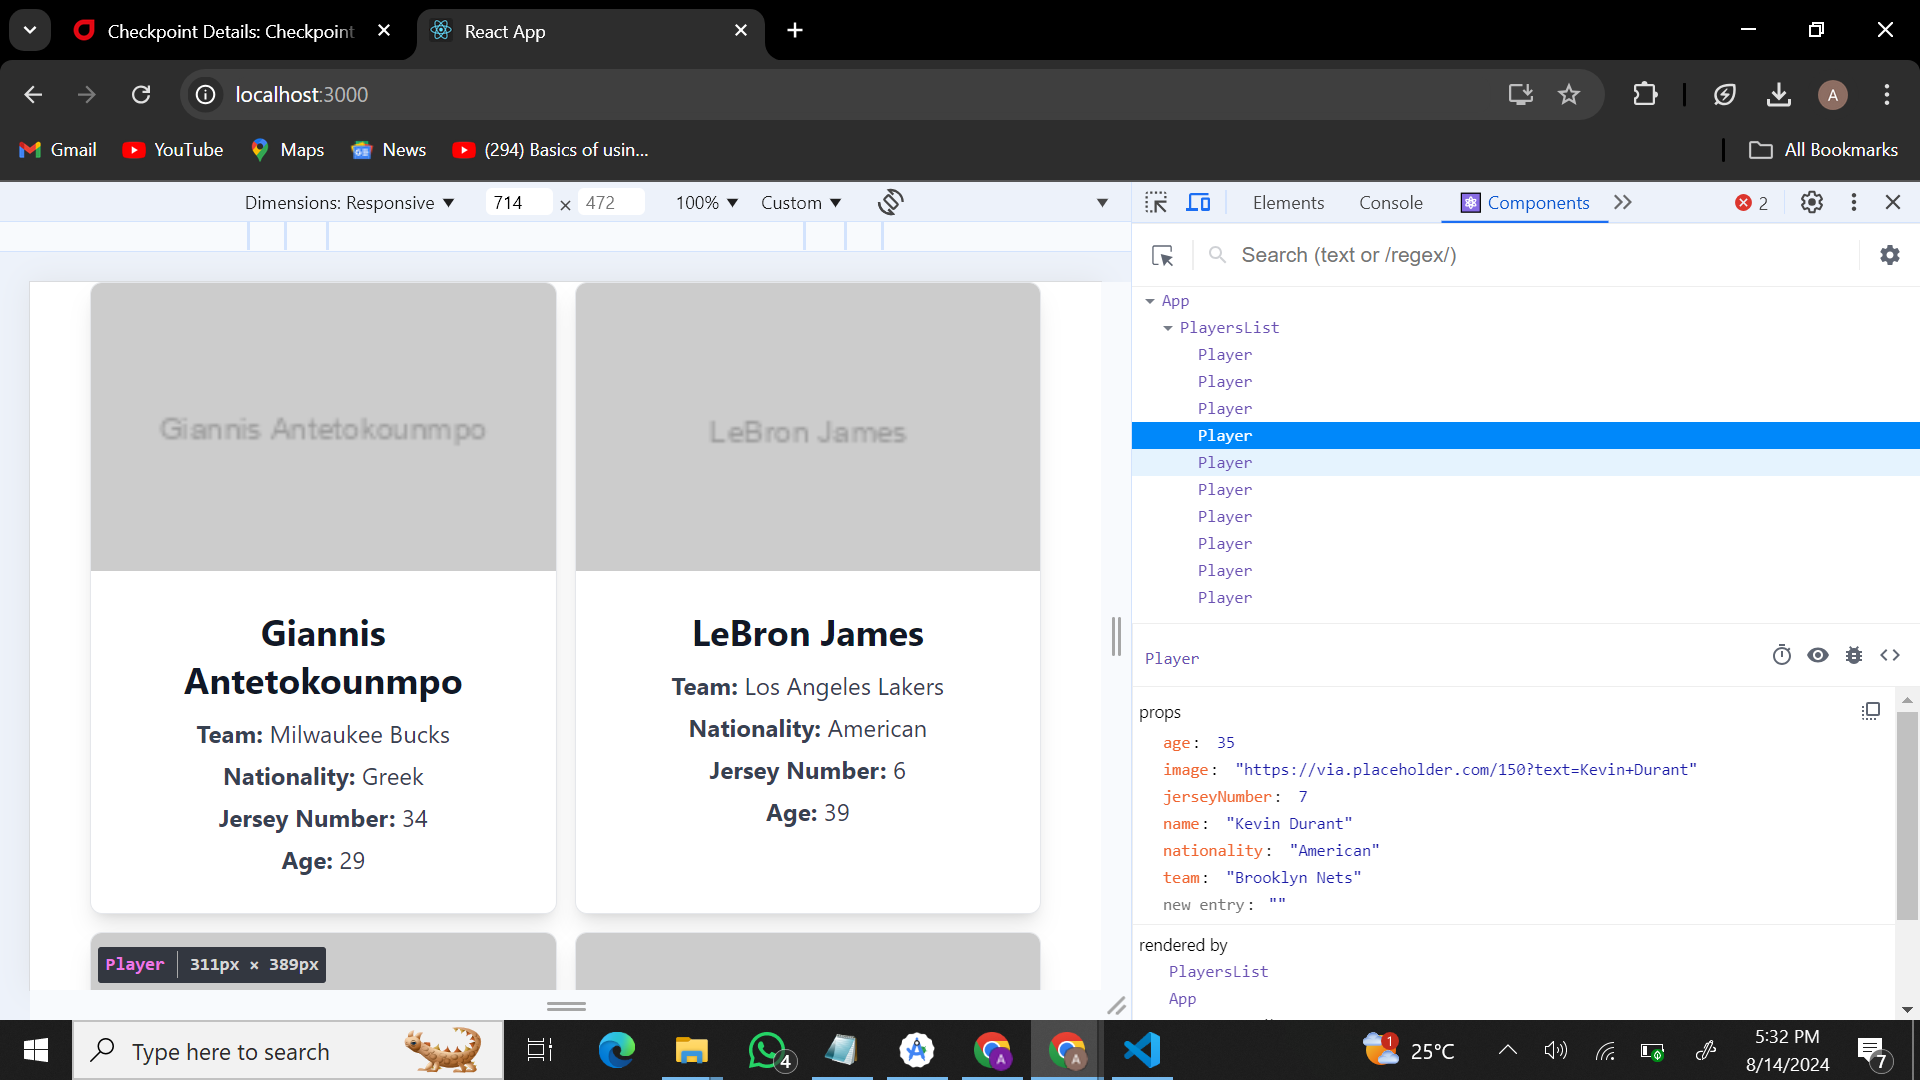 Checkpoint Details: Checkpoint
React App
localhost:3000
A
Gmail
YouTube
Maps
News
(294) Basics of usin...
All Bookmarks
Dimensions: Responsive
714 × 472
100%
Custom
Elements
Console
Components
2
Search (text or /regex/)
App
PlayersList
Player
Player
Player
Player
Player
Player
Player
Player
Player
Player
Giannis Antetokounmpo
Giannis
Antetokounmpo
Team: Milwaukee Bucks
Nationality: Greek
Jersey Number: 34
Age: 29
LeBron James
LeBron James
Team: Los Angeles Lakers
Nationality: American
Jersey Number: 6
Age: 39
Player 311px × 389px
Player
props
age: 35
image: "https://via.placeholder.com/150?text=Kevin+Durant"
jerseyNumber: 7
name: "Kevin Durant"
nationality: "American"
team: "Brooklyn Nets"
new entry: ""
rendered by
PlayersList
App
Type here to search
4
A
A
1
25°C
5:32 PM
8/14/2024
7